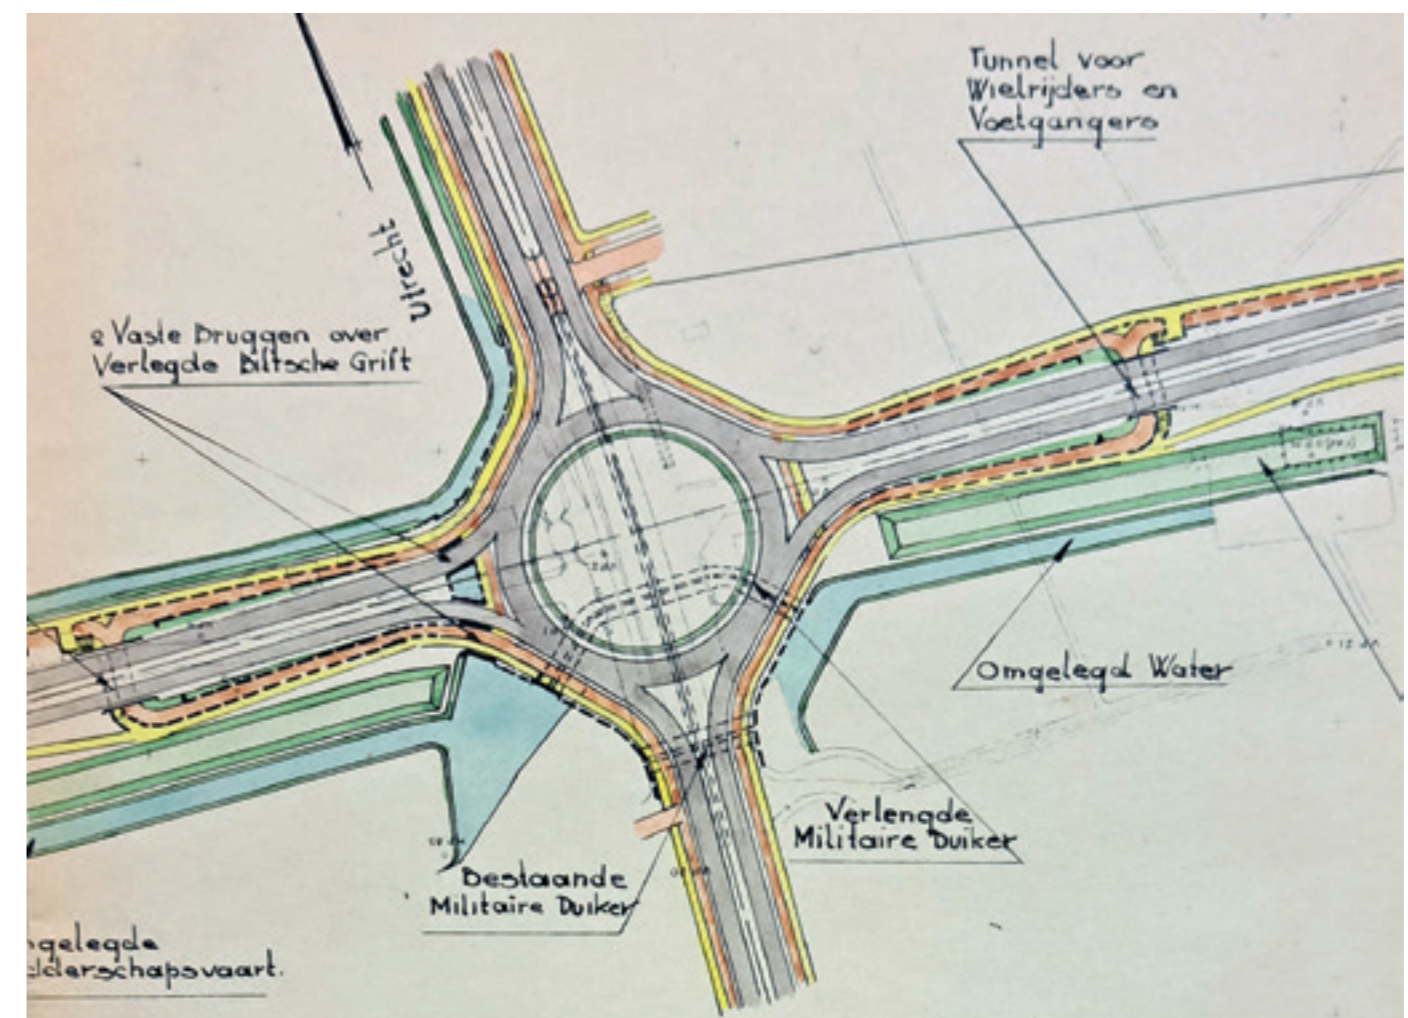 Tunnel voor
Wielrijders en
Voetgangers
Utrecht
2 Vaste Bruggen over
Verlegde Biltsche Grift
Omgelegd Water
Verlengde
Militaire Duiker
Bestaande
Militaire Duiker
ngelegde
dderschapsvaart.